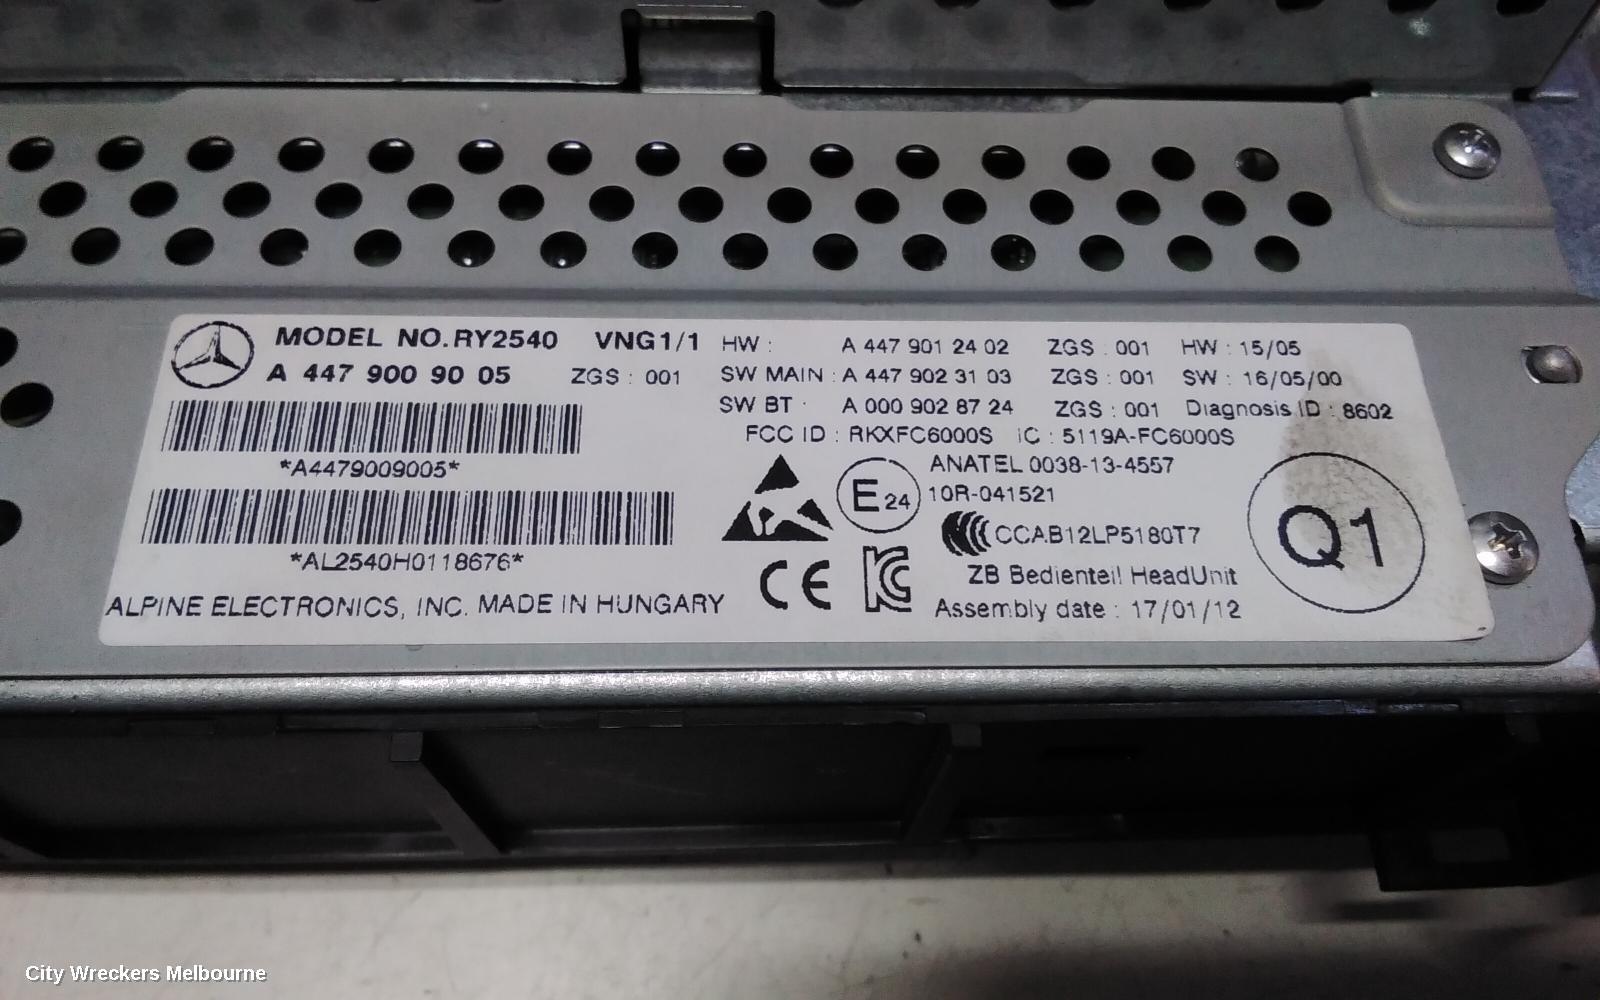 MODEL NO.RY2540 VNG1/1
A 447 900 90 05 ZGS : 001
*A4479009005*
*AL2540H0118676*
ALPINE ELECTRONICS, INC. MADE IN HUNGARY
HW : A 447 901 24 02 ZGS : 001 HW : 15/05
SW MAIN : A 447 902 31 03 ZGS : 001 SW : 16/05/00
SW BT : A 000 902 87 24 ZGS : 001 Diagnosis ID : 8602
FCC ID : RKXFC6000S IC : 5119A-FC6000S
ANATEL 0038-13-4557
E24 10R-041521
CCAB12LP5180T7
CE KC
ZB Bedienteil HeadUnit
Assembly date : 17/01/12
Q1
City Wreckers Melbourne